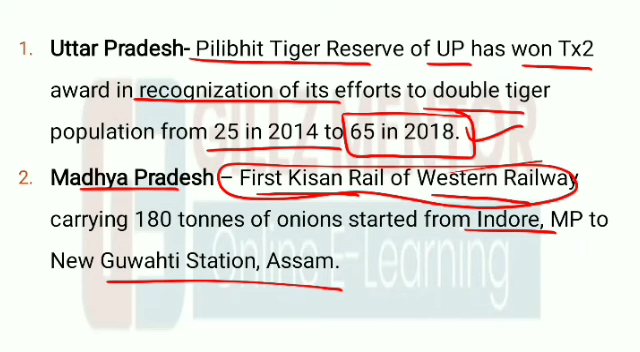 1. Uttar Pradesh- Pilibhit Tiger Reserve of UP has won Tx2
award in recognization of its efforts to double tiger
population from 25 in 2014 to 65 in 2018.
2. Madhya Pradesh – First Kisan Rail of Western Railway
carrying 180 tonnes of onions started from Indore, MP to
New Guwahti Station, Assam.
Online E-Learning